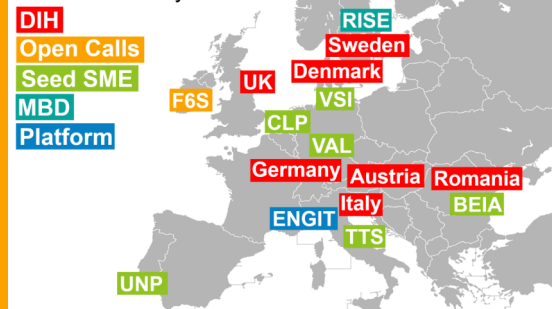 DIH
Open Calls
Seed SME
MBD
Platform
RISE
Sweden
Denmark
UK
F6S
VSI
CLP
VAL
Germany
Austria
Romania
Italy
BEIA
ENGIT
TTS
UNP